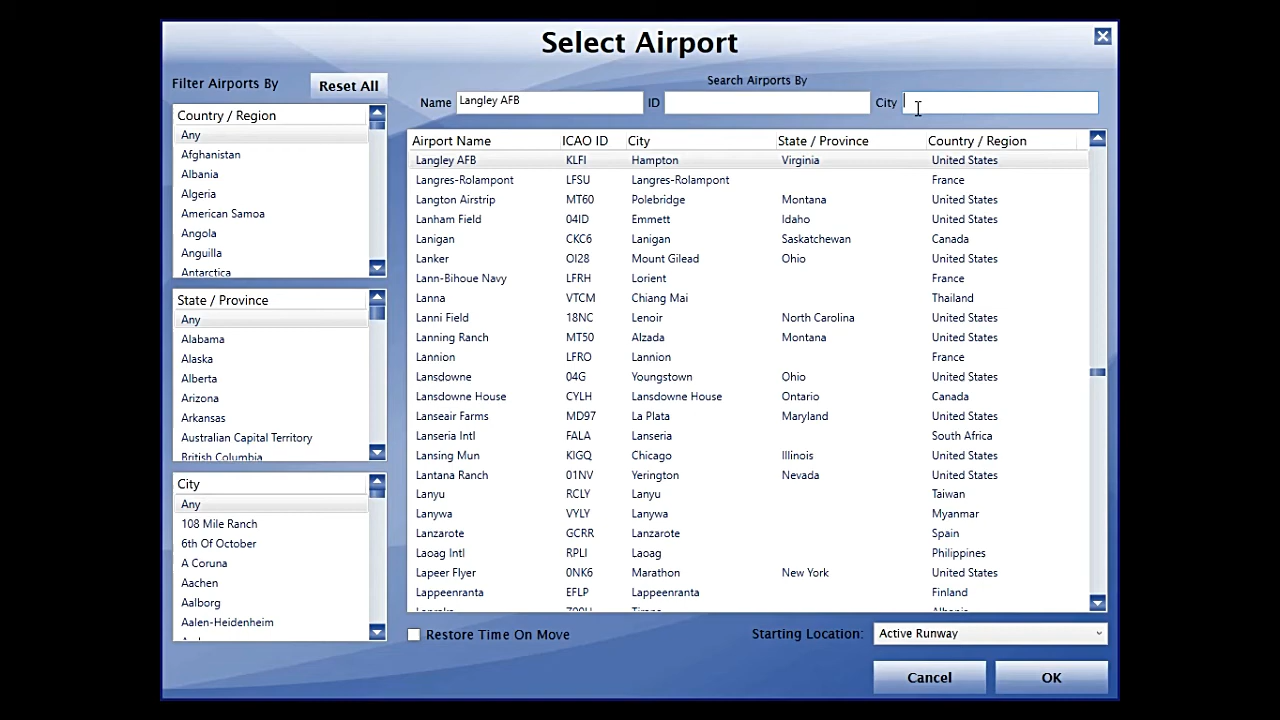 Select Airport
Filter Airports By
Reset All
Search Airports By
Name Langley AFB ID City
Country / Region
Any
Afghanistan
Albania
Algeria
American Samoa
Angola
Anguilla
Antarctica
State / Province
Any
Alabama
Alaska
Alberta
Arizona
Arkansas
Australian Capital Territory
British Columbia
City
Any
108 Mile Ranch
6th Of October
A Coruna
Aachen
Aalborg
Aalen-Heidenheim
Airport Name ICAO ID City State / Province Country / Region
Langley AFB KLFI Hampton Virginia United States
Langres-Rolampont LFSU Langres-Rolampont France
Langton Airstrip MT60 Polebridge Montana United States
Lanham Field 04ID Emmett Idaho United States
Lanigan CKC6 Lanigan Saskatchewan Canada
Lanker OI28 Mount Gilead Ohio United States
Lann-Bihoue Navy LFRH Lorient France
Lanna VTCM Chiang Mai Thailand
Lanni Field 18NC Lenoir North Carolina United States
Lanning Ranch MT50 Alzada Montana United States
Lannion LFRO Lannion France
Lansdowne 04G Youngstown Ohio United States
Lansdowne House CYLH Lansdowne House Ontario Canada
Lanseair Farms MD97 La Plata Maryland United States
Lanseria Intl FALA Lanseria South Africa
Lansing Mun KIGQ Chicago Illinois United States
Lantana Ranch 01NV Yerington Nevada United States
Lanyu RCLY Lanyu Taiwan
Lanywa VYLY Lanywa Myanmar
Lanzarote GCRR Lanzarote Spain
Laoag Intl RPLI Laoag Philippines
Lapeer Flyer 0NK6 Marathon New York United States
Lappeenranta EFLP Lappeenranta Finland
Restore Time On Move
Starting Location: Active Runway
Cancel OK